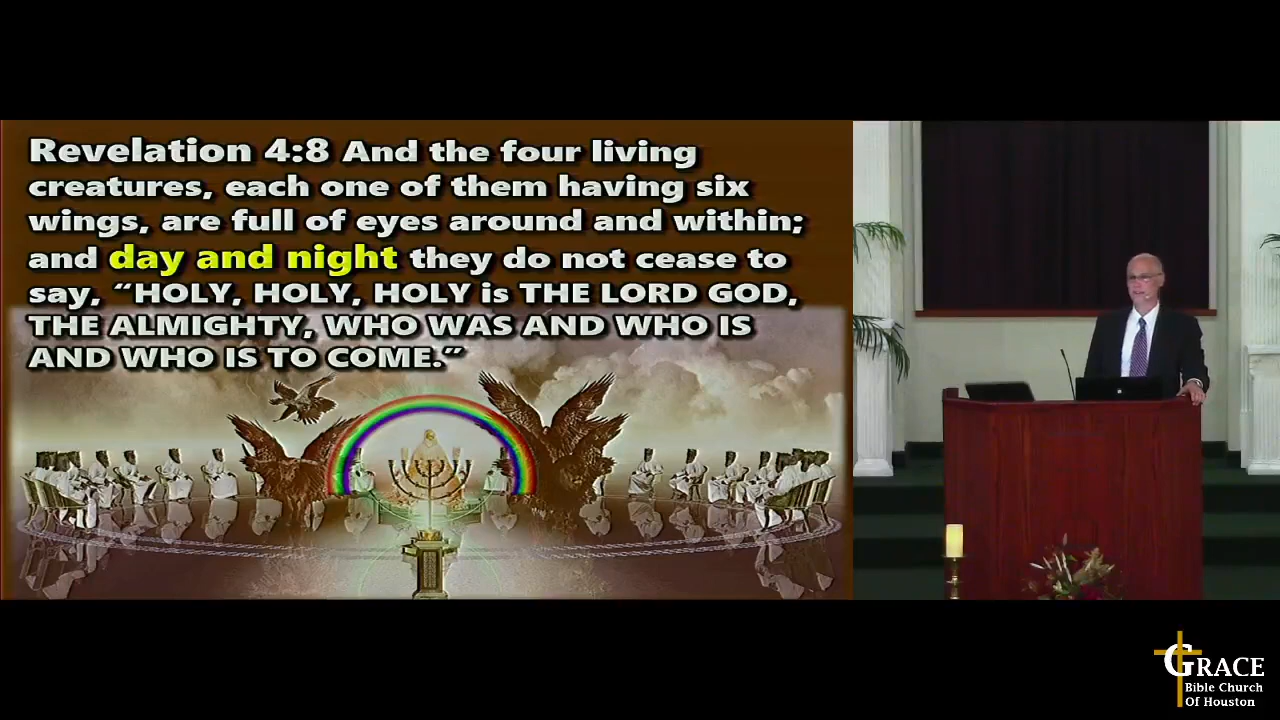 Revelation 4:8 And the four living
creatures, each one of them having six
wings, are full of eyes around and within;
and day and night they do not cease to
say, “HOLY, HOLY, HOLY is THE LORD GOD,
THE ALMIGHTY, WHO WAS AND WHO IS
AND WHO IS TO COME.”
GRACE
Bible Church
Of Houston